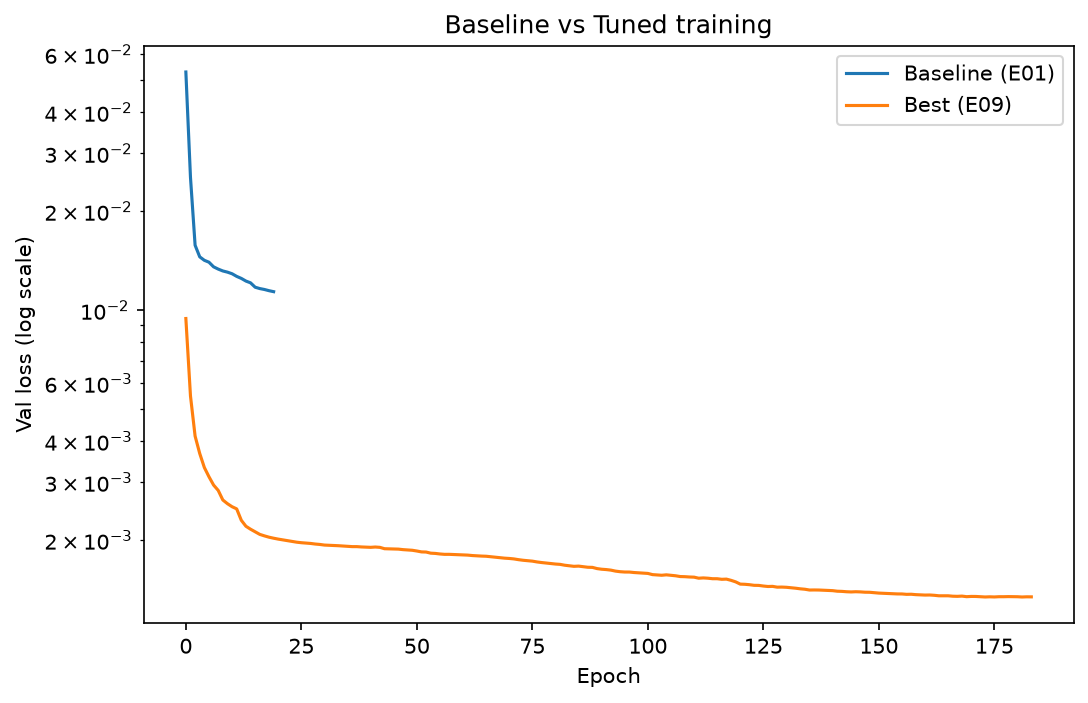 Baseline vs Tuned training
Val loss (log scale)
6 × 10⁻²
4 × 10⁻²
3 × 10⁻²
2 × 10⁻²
10⁻²
6 × 10⁻³
4 × 10⁻³
3 × 10⁻³
2 × 10⁻³
Baseline (E01)
Best (E09)
0 25 50 75 100 125 150 175
Epoch